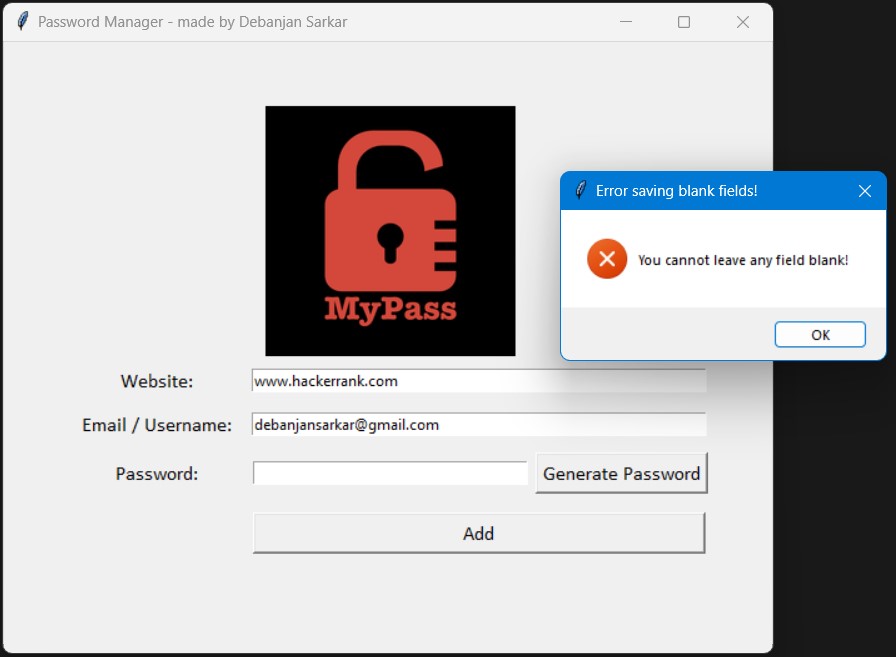 Password Manager - made by Debanjan Sarkar
MyPass
Error saving blank fields!
You cannot leave any field blank!
OK
Website: www.hackerrank.com
Email / Username: debanjansarkar@gmail.com
Password: Generate Password
Add